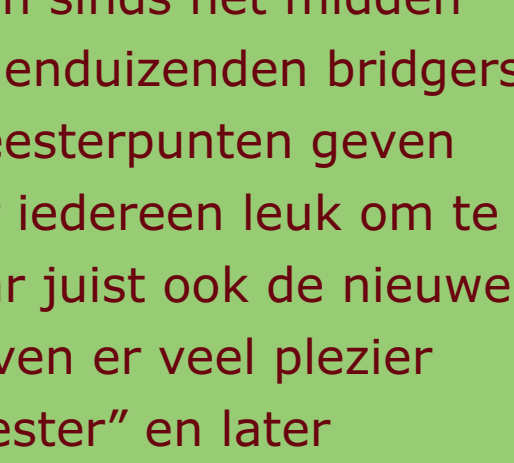 n sinds het midden
enduizenden bridgers
eesterpunten geven
iedereen leuk om te
r juist ook de nieuwe
ven er veel plezier
ester” en later